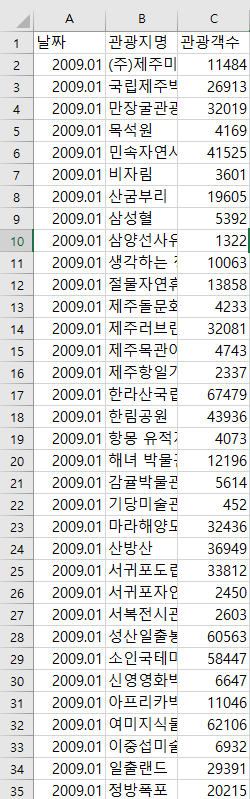 A B C
1 날짜 관광지명 관광객수
2 2009.01 (주)제주미 11484
3 2009.01 국립제주박 26913
4 2009.01 만장굴관광 32019
5 2009.01 목석원 4169
6 2009.01 민속자연사 41525
7 2009.01 비자림 3601
8 2009.01 산굼부리 19605
9 2009.01 삼성혈 5392
10 2009.01 삼양선사유 1322
11 2009.01 생각하는 10063
12 2009.01 절물자연휴 13858
13 2009.01 제주돌문화 4233
14 2009.01 제주러브랜 32081
15 2009.01 제주목관아 4743
16 2009.01 제주항일기 2337
17 2009.01 한라산국립 67479
18 2009.01 한림공원 43936
19 2009.01 항몽 유적지 4073
20 2009.01 해녀 박물관 12196
21 2009.01 감귤박물관 5614
22 2009.01 기당미술관 452
23 2009.01 마라해양도 32436
24 2009.01 산방산 36949
25 2009.01 서귀포도립 33812
26 2009.01 서귀포자연 2450
27 2009.01 서복전시관 2603
28 2009.01 성산일출봉 60563
29 2009.01 소인국테마 58447
30 2009.01 신영영화박 6647
31 2009.01 아프리카박 11046
32 2009.01 여미지식물 62106
33 2009.01 이중섭미술 6932
34 2009.01 일출랜드 29391
35 2009.01 정방폭포 20215